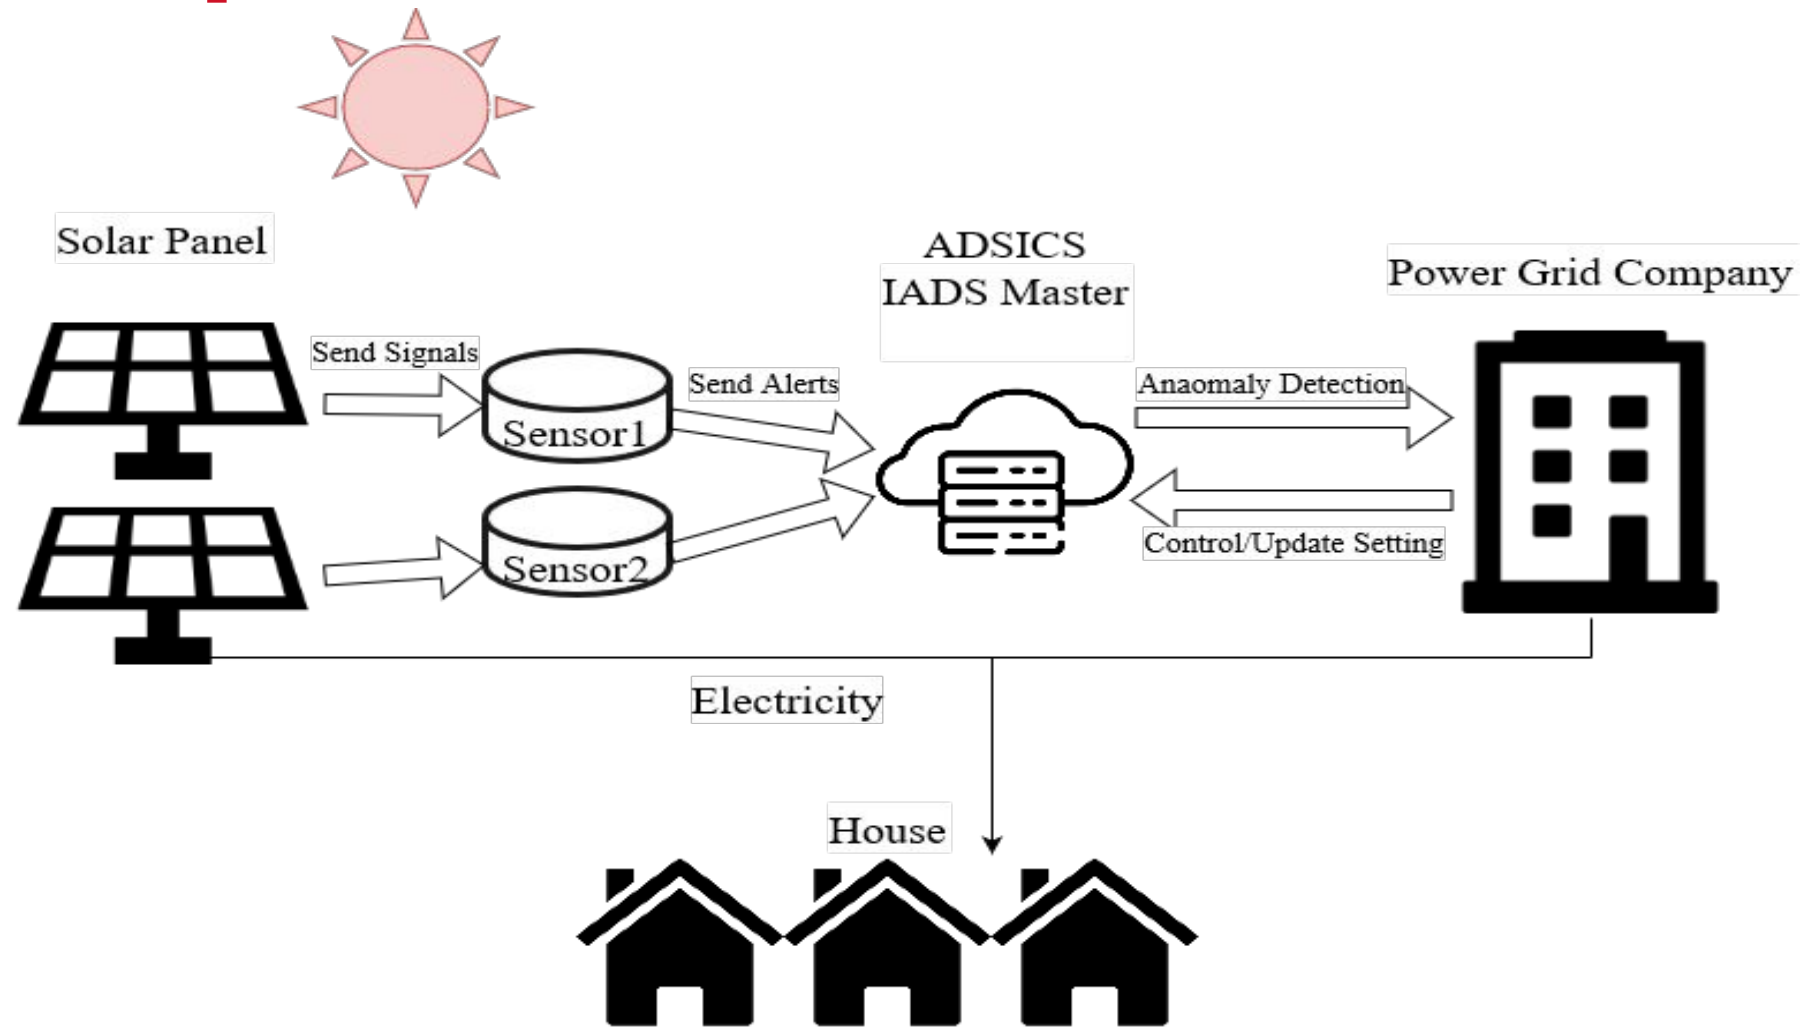 Solar Panel
ADSICS
IADS Master
Power Grid Company
Send Signals
Send Alerts
Anaomaly Detection
Sensor1
Sensor2
Control/Update Setting
Electricity
House